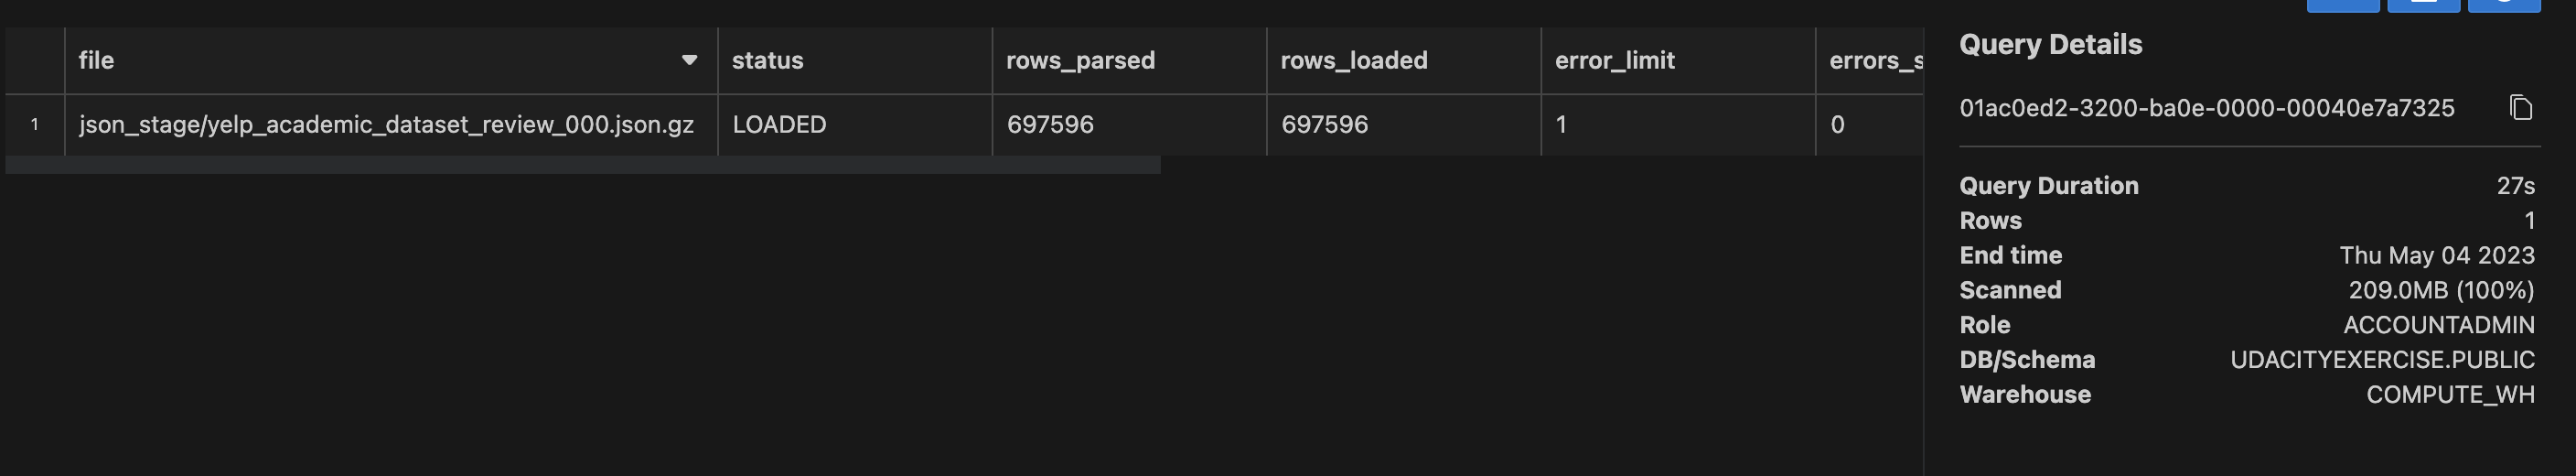 file status rows_parsed rows_loaded error_limit errors_s
1 json_stage/yelp_academic_dataset_review_000.json.gz LOADED 697596 697596 1 0
Query Details
01ac0ed2-3200-ba0e-0000-00040e7a7325
Query Duration 27s
Rows 1
End time Thu May 04 2023
Scanned 209.0MB (100%)
Role ACCOUNTADMIN
DB/Schema UDACITYEXERCISE.PUBLIC
Warehouse COMPUTE_WH